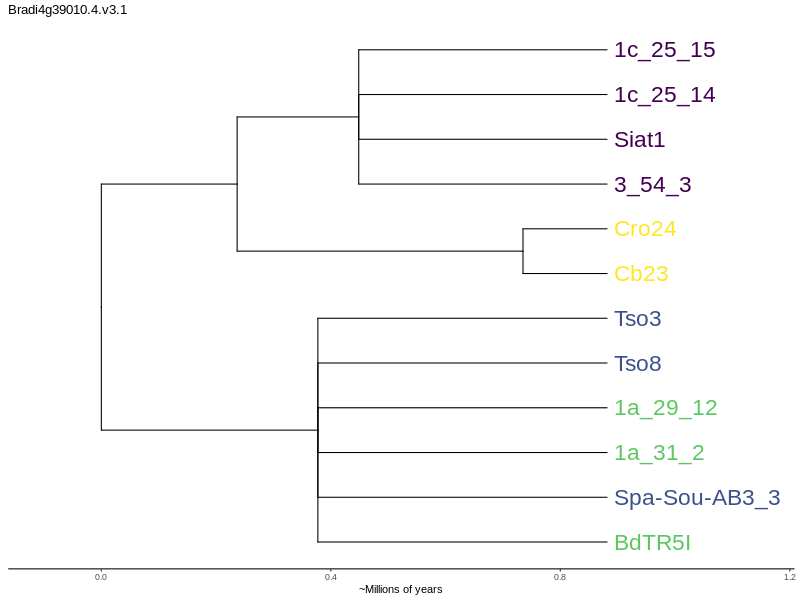 Bradi4g39010.4.v3.1
1c_25_15
1c_25_14
Siat1
3_54_3
Cro24
Cb23
Tso3
Tso8
1a_29_12
1a_31_2
Spa-Sou-AB3_3
BdTR5I
0.0 0.4 0.8 1.2
~Millions of years